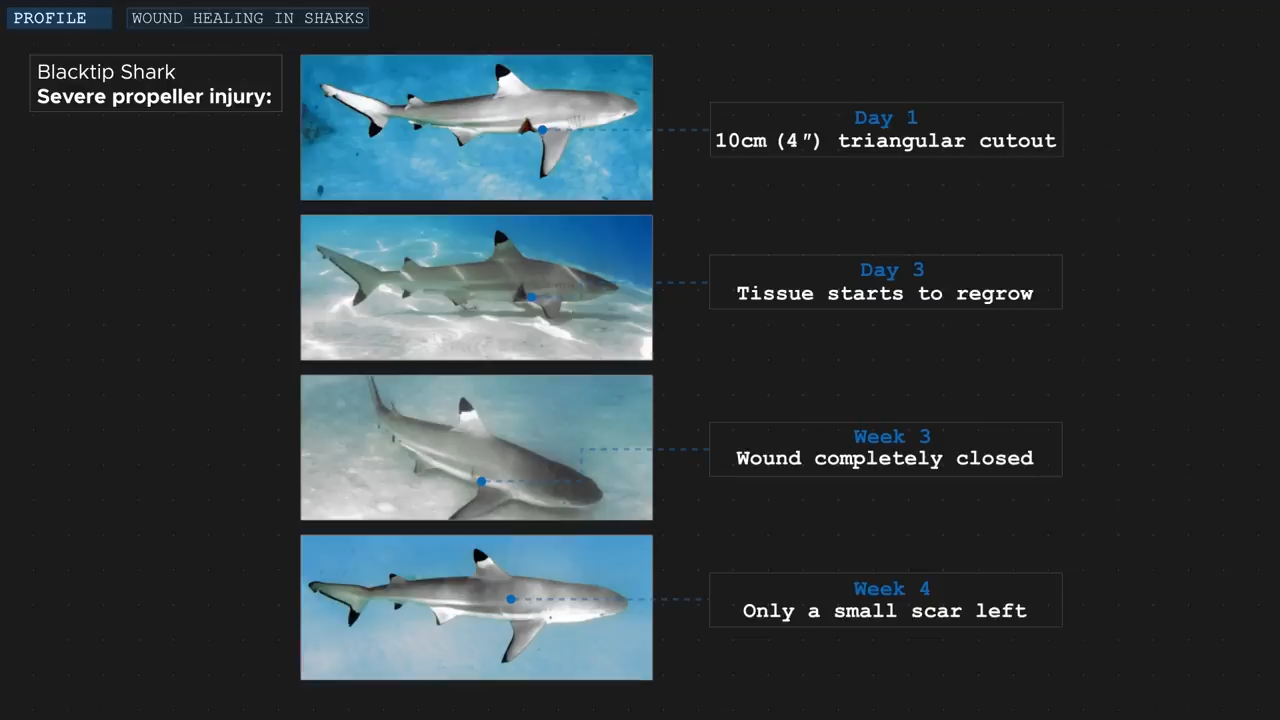 PROFILE
WOUND HEALING IN SHARKS
Blacktip Shark
Severe propeller injury:
Day 1
10cm (4") triangular cutout
Day 3
Tissue starts to regrow
Week 3
Wound completely closed
Week 4
Only a small scar left